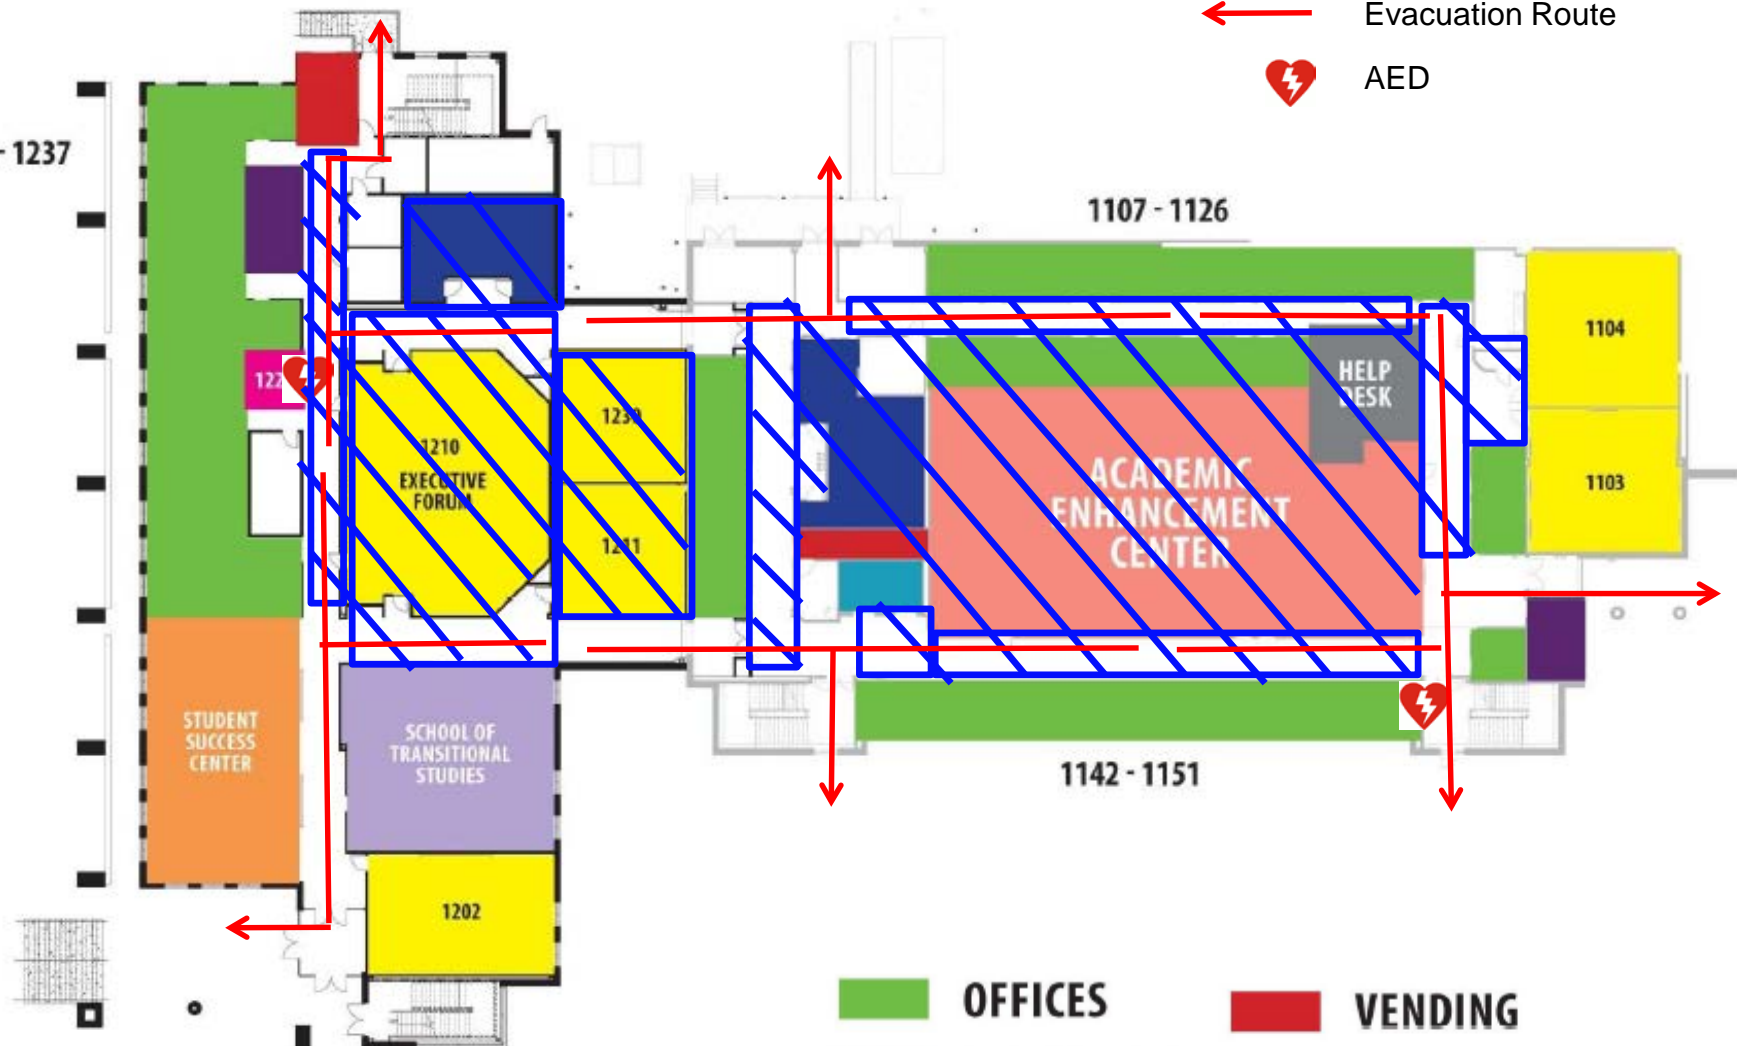 Evacuation Route
AED
- 1237
1107 - 1126
1104
HELP
DESK
1230
1210
EXECUTIVE
FORUM
ACADEMIC
ENHANCEMENT
CENTER
1103
1211
STUDENT
SUCCESS
CENTER
SCHOOL OF
TRANSITIONAL
STUDIES
1142 - 1151
1202
OFFICES
VENDING